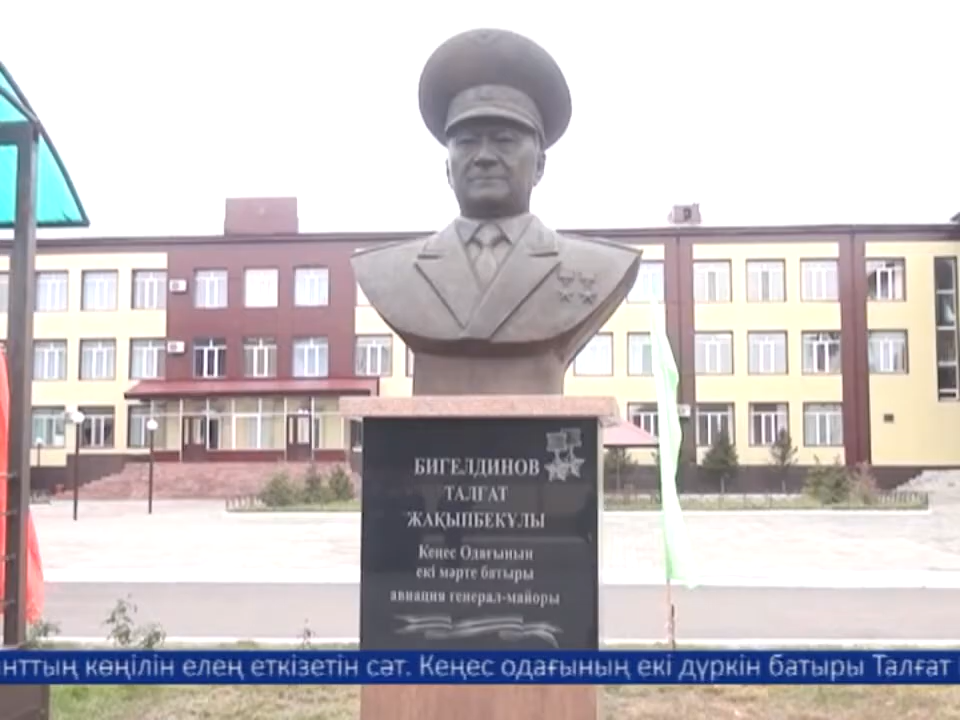 БИГЕЛДИНОВ
ТАЛГАТ
ЖАҚЫПБЕКҰЛЫ
Кеңес Одағының
екі мәрте батыры
авиация генерал-майоры
нттың көңілін елең еткізетін сәт. Кеңес одағының екі дүркін батыры Талғат